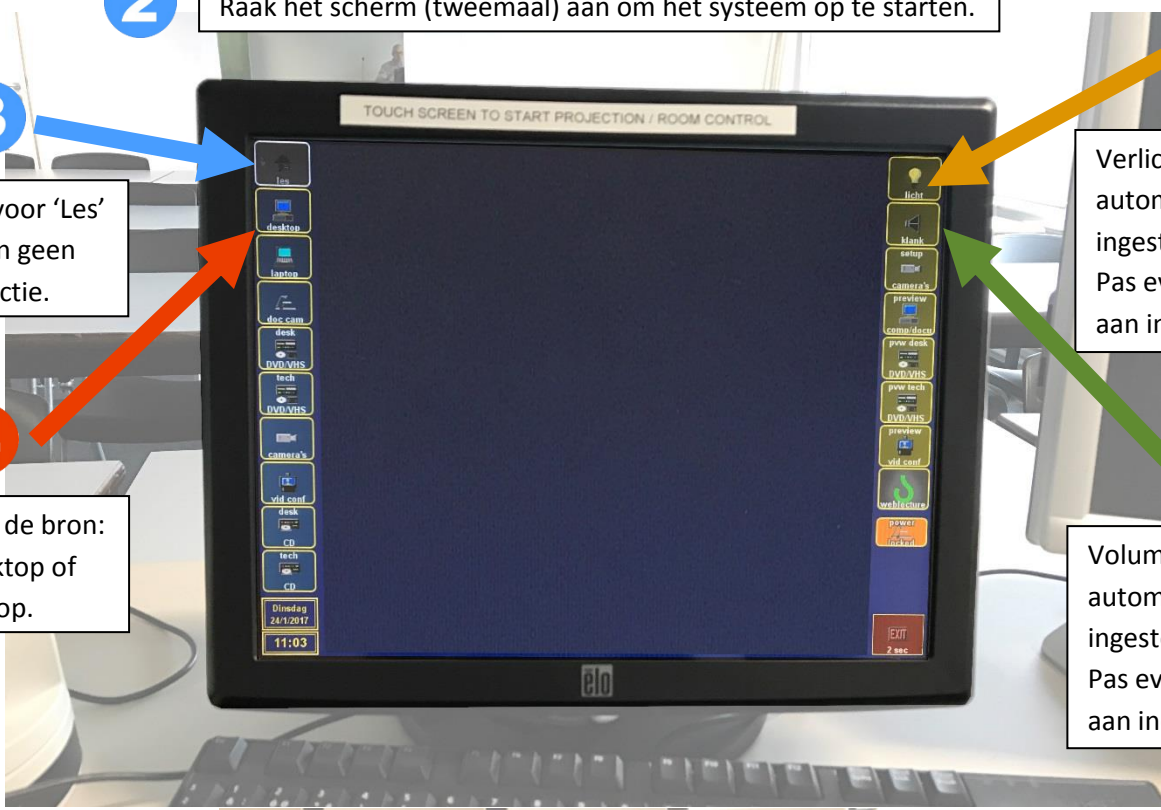 2
Raak het scherm (tweemaal) aan om het systeem op te starten.
3
TOUCH SCREEN TO START PROJECTION / ROOM CONTROL
voor ‘Les’
n geen
ctie.
de bron:
ktop of
op.
les
desktop
laptop
doc cam
desk
DVD/VHS
tech
DVD/VHS
camera's
vid conf
desk
CD
tech
CD
Dinsdag
24/1/2017
11:03
licht
klank
setup
camera's
preview
comp/docu
pvw desk
DVD/VHS
pvw tech
DVD/VHS
preview
vid conf
weblecture
power
locked
EXIT
2 sec
elo
Verlic
autom
ingest
Pas ev
aan in
Volum
autom
ingest
Pas ev
aan in